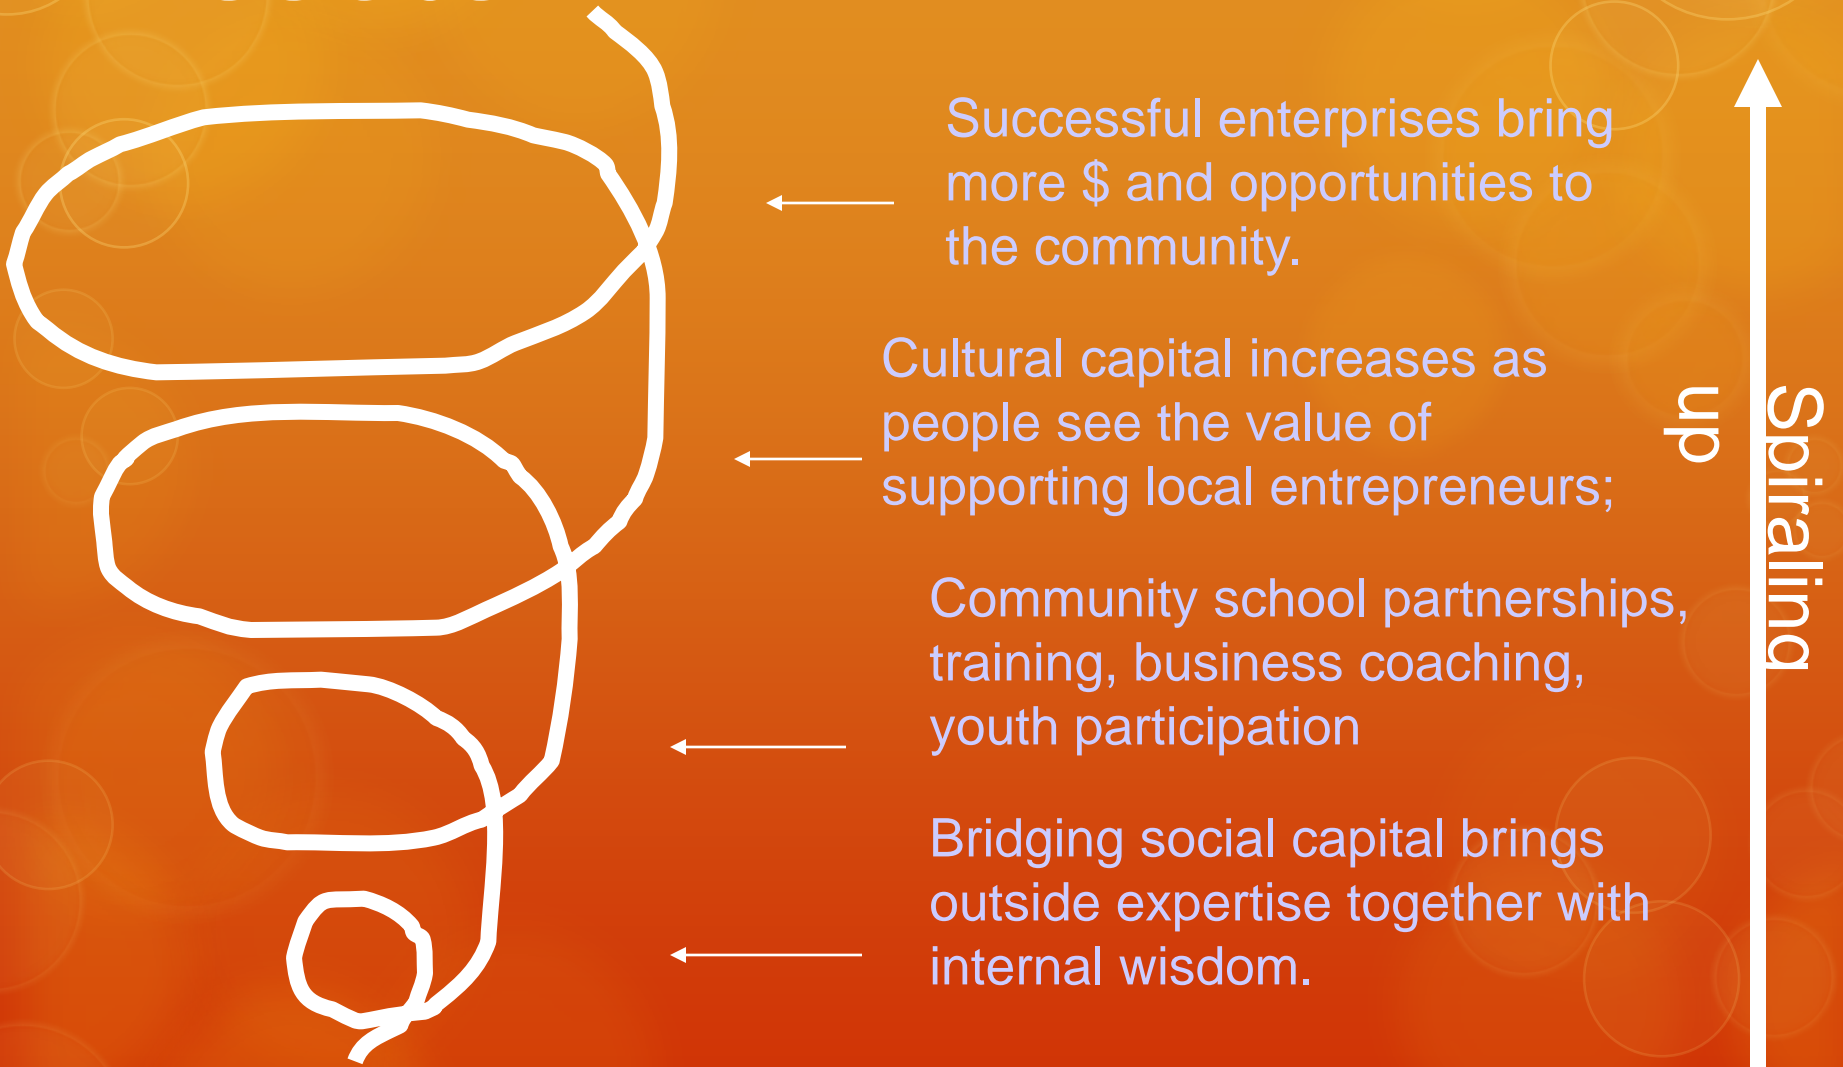 Successful enterprises bring
more $ and opportunities to
the community.
Cultural capital increases as
people see the value of
supporting local entrepreneurs;
Community school partnerships,
training, business coaching,
youth participation
Bridging social capital brings
outside expertise together with
internal wisdom.
Spiraling
up